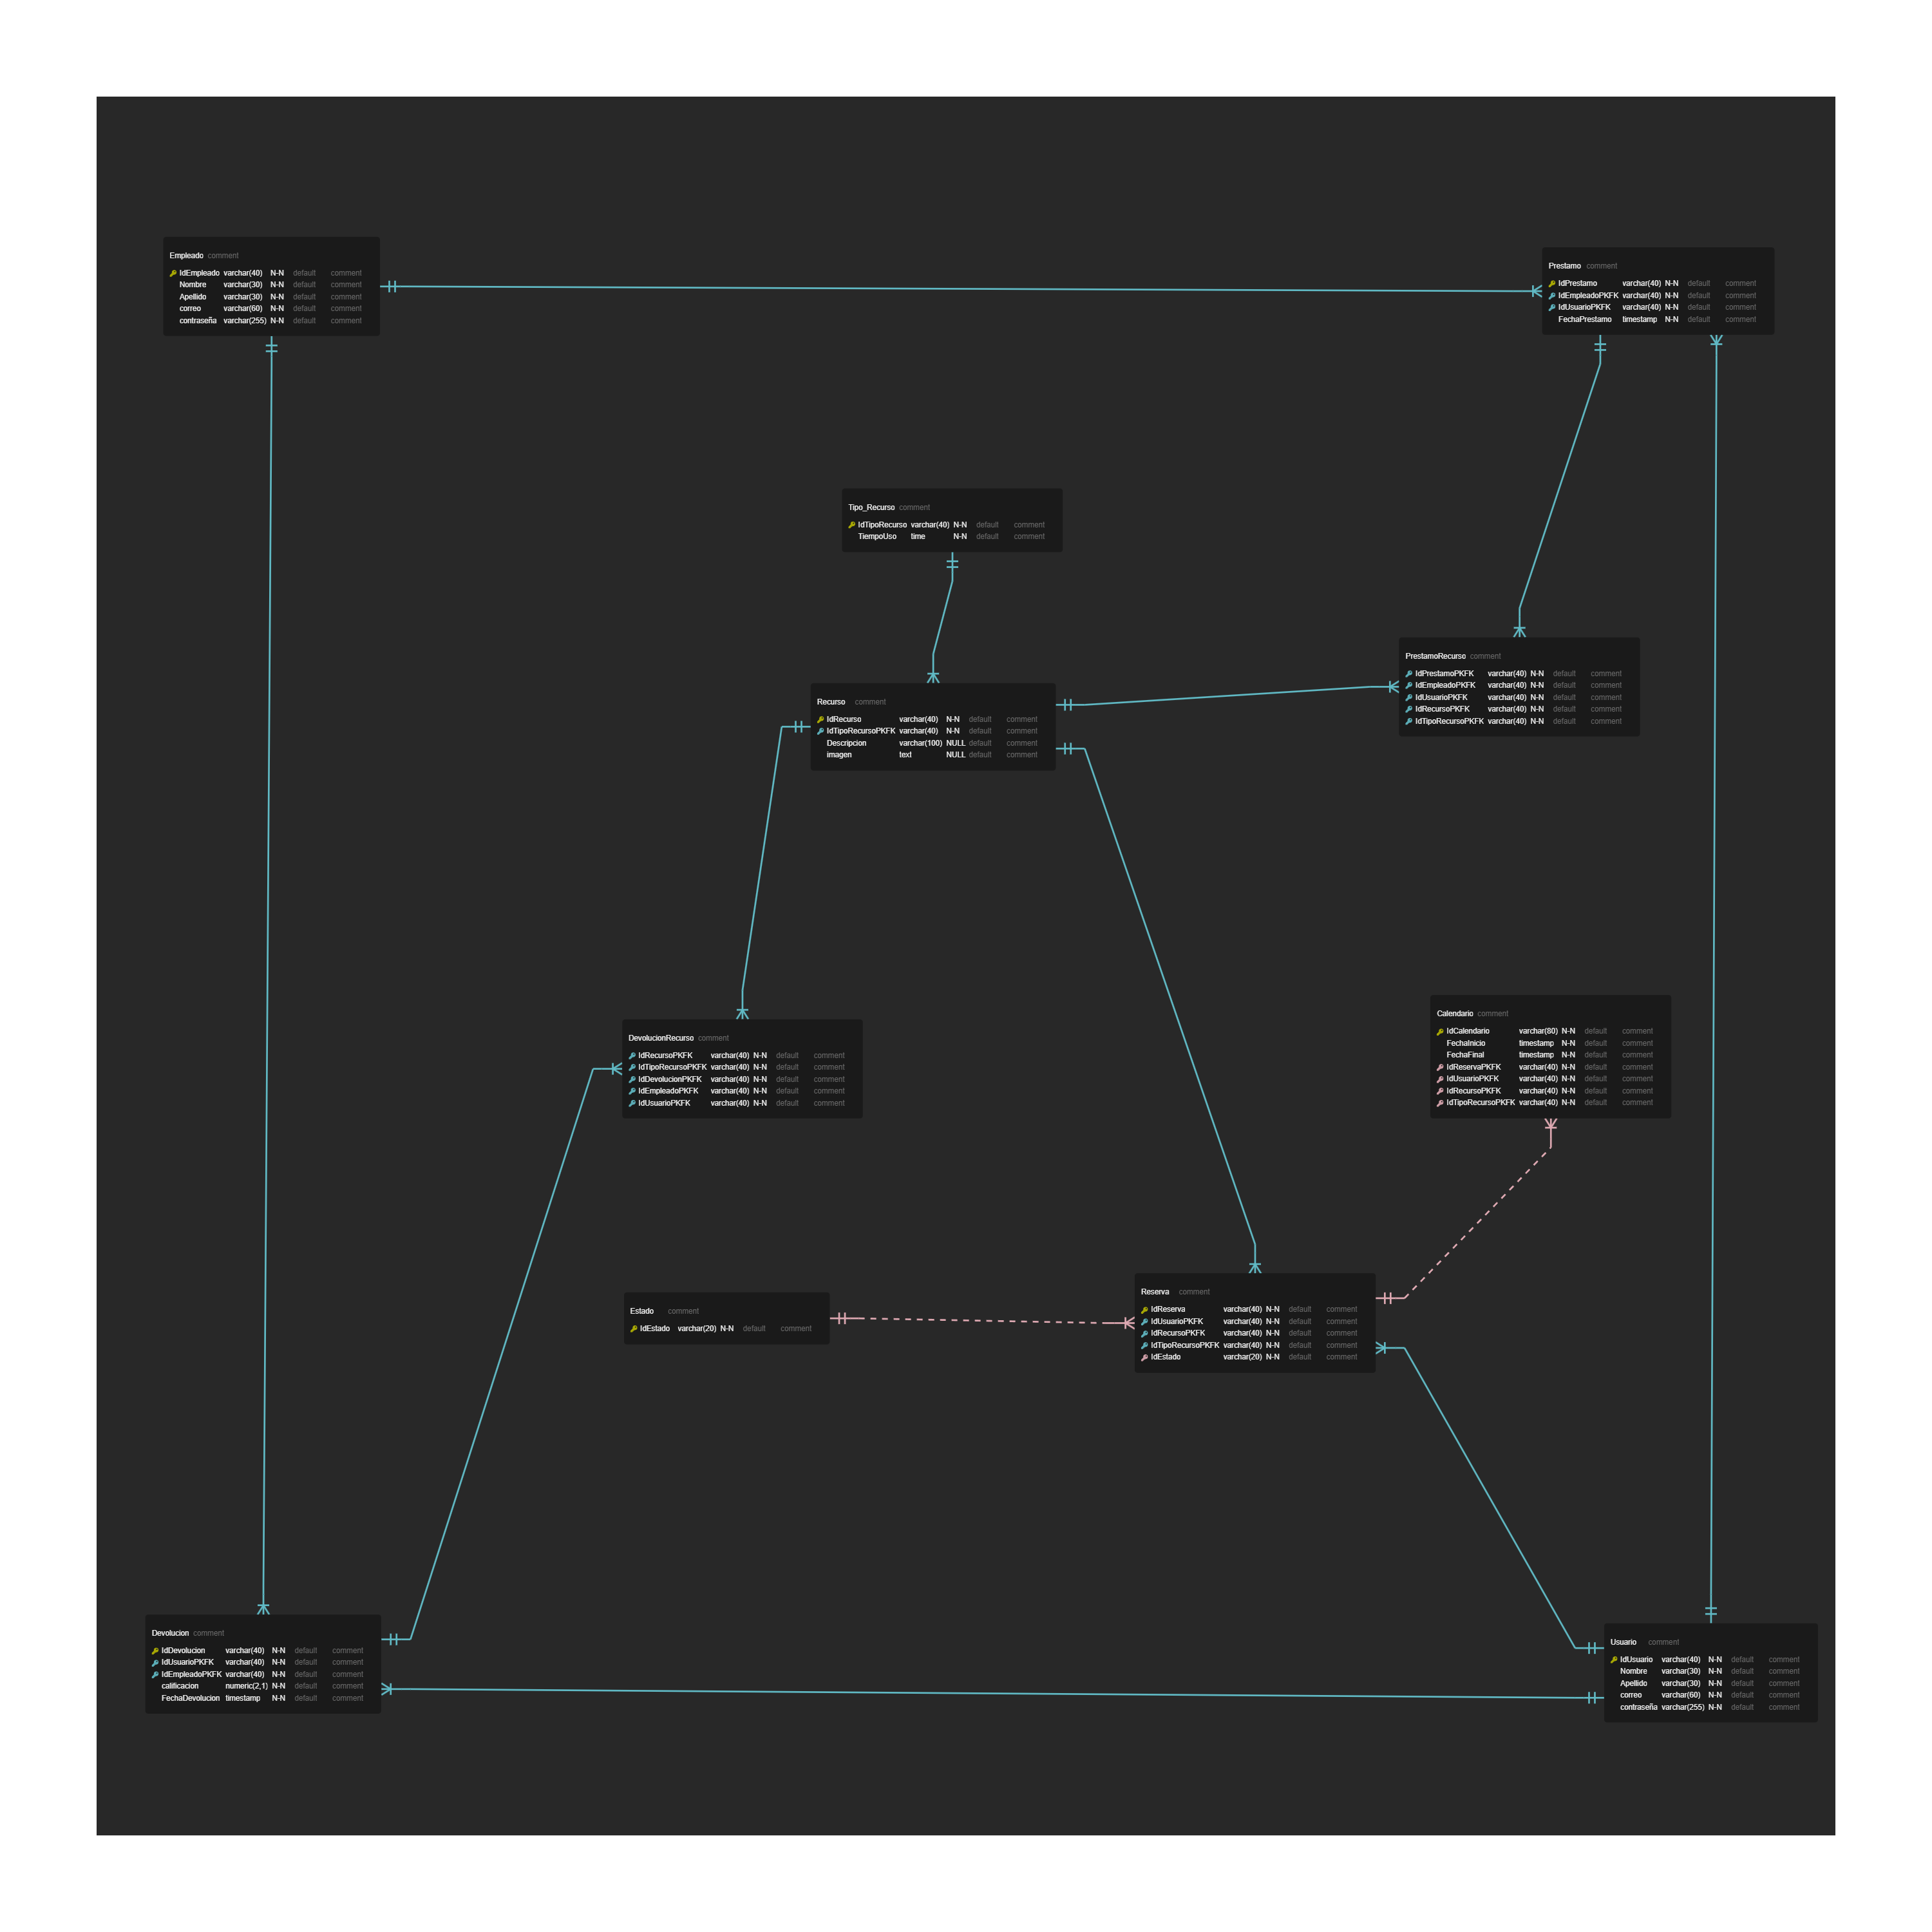 Empleado comment
IdEmpleado varchar(40) N-N default comment
Nombre varchar(30) N-N default comment
Apellido varchar(30) N-N default comment
correo varchar(60) N-N default comment
contraseña varchar(255) N-N default comment
Prestamo comment
IdPrestamo varchar(40) N-N default comment
IdEmpleadoPKFK varchar(40) N-N default comment
IdUsuarioPKFK varchar(40) N-N default comment
FechaPrestamo timestamp N-N default comment
Tipo_Recurso comment
IdTipoRecurso varchar(40) N-N default comment
TiempoUso time N-N default comment
PrestamoRecurso comment
IdPrestamoPKFK varchar(40) N-N default comment
IdEmpleadoPKFK varchar(40) N-N default comment
IdUsuarioPKFK varchar(40) N-N default comment
IdRecursoPKFK varchar(40) N-N default comment
IdTipoRecursoPKFK varchar(40) N-N default comment
Recurso comment
IdRecurso varchar(40) N-N default comment
IdTipoRecursoPKFK varchar(40) N-N default comment
Descripcion varchar(100) NULL default comment
imagen text NULL default comment
DevolucionRecurso comment
IdRecursoPKFK varchar(40) N-N default comment
IdTipoRecursoPKFK varchar(40) N-N default comment
IdDevolucionPKFK varchar(40) N-N default comment
IdEmpleadoPKFK varchar(40) N-N default comment
IdUsuarioPKFK varchar(40) N-N default comment
Calendario comment
IdCalendario varchar(80) N-N default comment
FechaInicio timestamp N-N default comment
FechaFinal timestamp N-N default comment
IdReservaPKFK varchar(40) N-N default comment
IdUsuarioPKFK varchar(40) N-N default comment
IdRecursoPKFK varchar(40) N-N default comment
IdTipoRecursoPKFK varchar(40) N-N default comment
Estado comment
IdEstado varchar(20) N-N default comment
Reserva comment
IdReserva varchar(40) N-N default comment
IdUsuarioPKFK varchar(40) N-N default comment
IdRecursoPKFK varchar(40) N-N default comment
IdTipoRecursoPKFK varchar(40) N-N default comment
IdEstado varchar(20) N-N default comment
Devolucion comment
IdDevolucion varchar(40) N-N default comment
IdUsuarioPKFK varchar(40) N-N default comment
IdEmpleadoPKFK varchar(40) N-N default comment
calificacion numeric(2,1) N-N default comment
FechaDevolucion timestamp N-N default comment
Usuario comment
IdUsuario varchar(40) N-N default comment
Nombre varchar(30) N-N default comment
Apellido varchar(30) N-N default comment
correo varchar(60) N-N default comment
contraseña varchar(255) N-N default comment